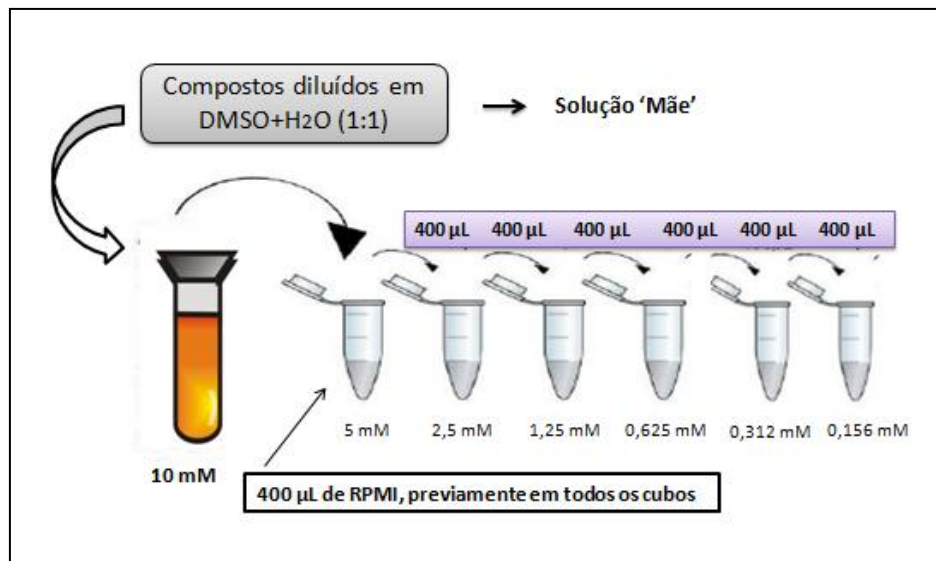 Compostos diluídos em
DMSO+H2O (1:1)
Solução ‘Mãe’
400 µL 400 µL 400 µL 400 µL 400 µL 400 µL
5 mM 2,5 mM 1,25 mM 0,625 mM 0,312 mM 0,156 mM
10 mM
400 µL de RPMI, previamente em todos os cubos